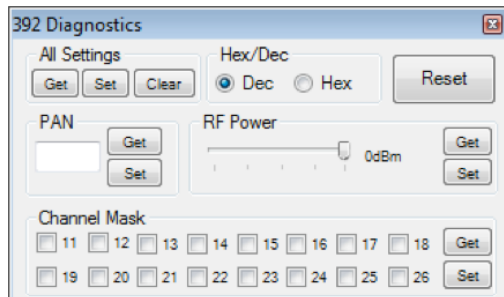 392 Diagnostics
All Settings
Get Set Clear
Hex/Dec
Dec Hex
Reset
PAN
Get
Set
RF Power
0dBm
Get
Set
Channel Mask
11 12 13 14 15 16 17 18 Get
19 20 21 22 23 24 25 26 Set